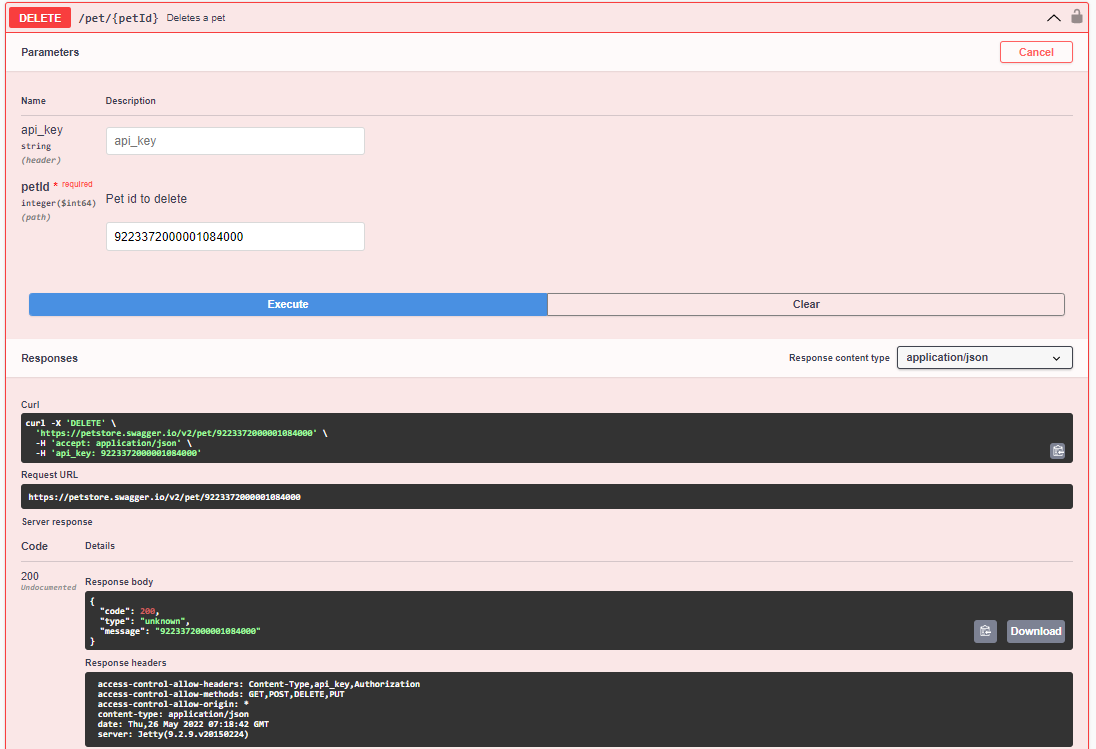 DELETE /pet/{petId} Deletes a pet
Parameters Cancel
Name Description
api_key api_key
string
(header)
petId * required
Pet id to delete
integer($int64)
(path)
9223372000001084000
Execute Clear
Responses Response content type application/json
Curl
curl -X 'DELETE' \
'https://petstore.swagger.io/v2/pet/9223372000001084000' \
-H 'accept: application/json' \
-H 'api_key: 9223372000001084000'
Request URL
https://petstore.swagger.io/v2/pet/9223372000001084000
Server response
Code Details
200
Undocumented
Response body
{
"code": 200,
"type": "unknown",
"message": "9223372000001084000"
}
Download
Response headers
access-control-allow-headers: Content-Type,api_key,Authorization
access-control-allow-methods: GET,POST,DELETE,PUT
access-control-allow-origin: *
content-type: application/json
date: Thu,26 May 2022 07:18:42 GMT
server: Jetty(9.2.9.v20150224)